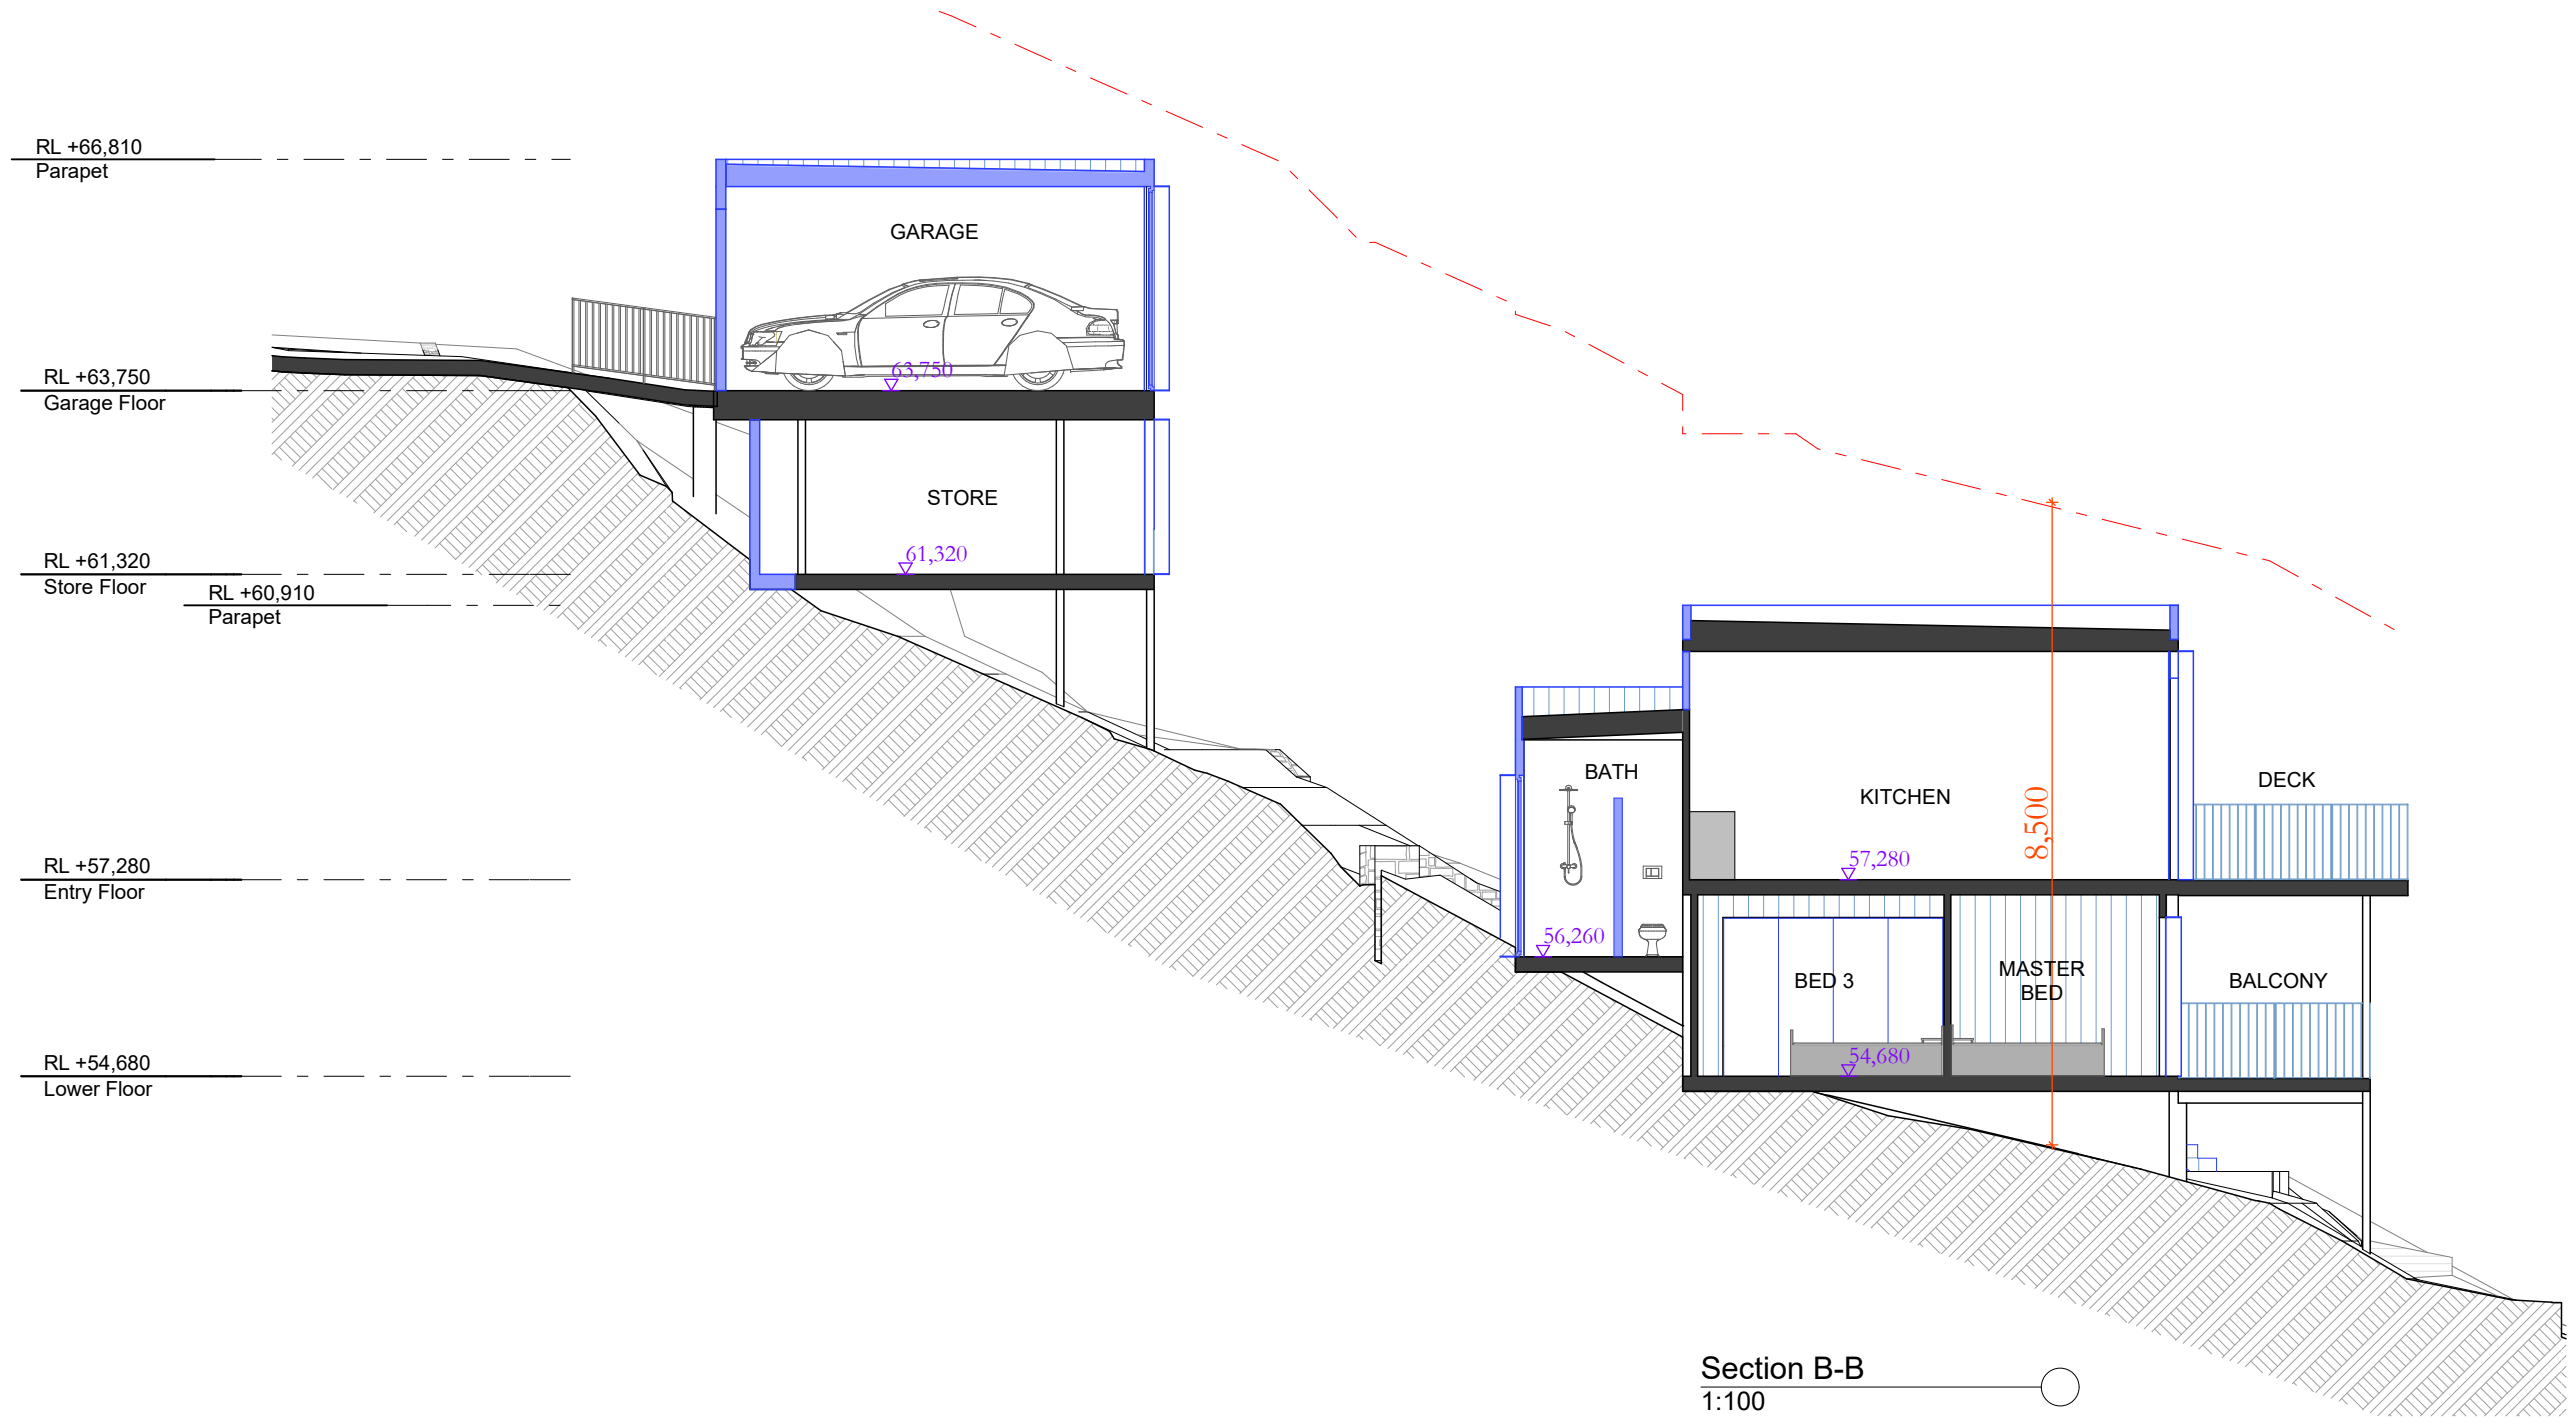 RL +66,810
Parapet
GARAGE
63,750
RL +63,750
Garage Floor
STORE
61,320
RL +61,320
Store Floor
RL +60,910
Parapet
BATH
KITCHEN
DECK
8,500
57,280
RL +57,280
Entry Floor
56,260
BED 3
MASTER
BED
BALCONY
54,680
RL +54,680
Lower Floor
Section B-B
1:100